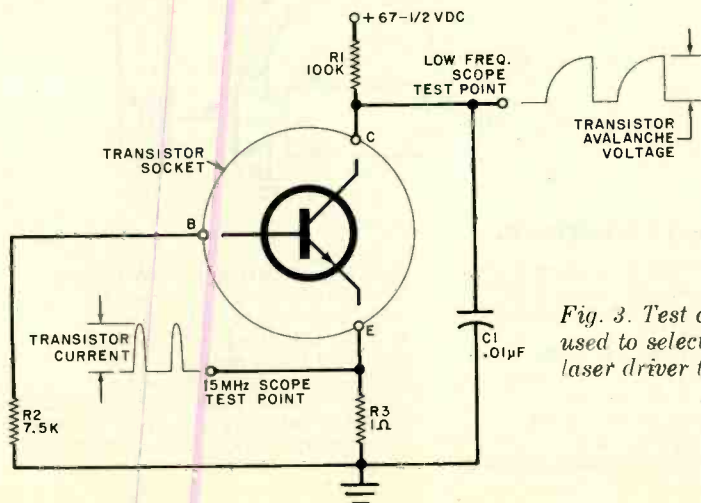 +67-1/2 VDC
R1
100K
LOW FREQ.
SCOPE
TEST POINT
TRANSISTOR
AVALANCHE
VOLTAGE
TRANSISTOR
SOCKET
C
B
E
TRANSISTOR
CURRENT
15MHz SCOPE
TEST POINT
R2
7.5K
R3
1Ω
C1
.01µF
Fig. 3. Test
used to select
laser driver